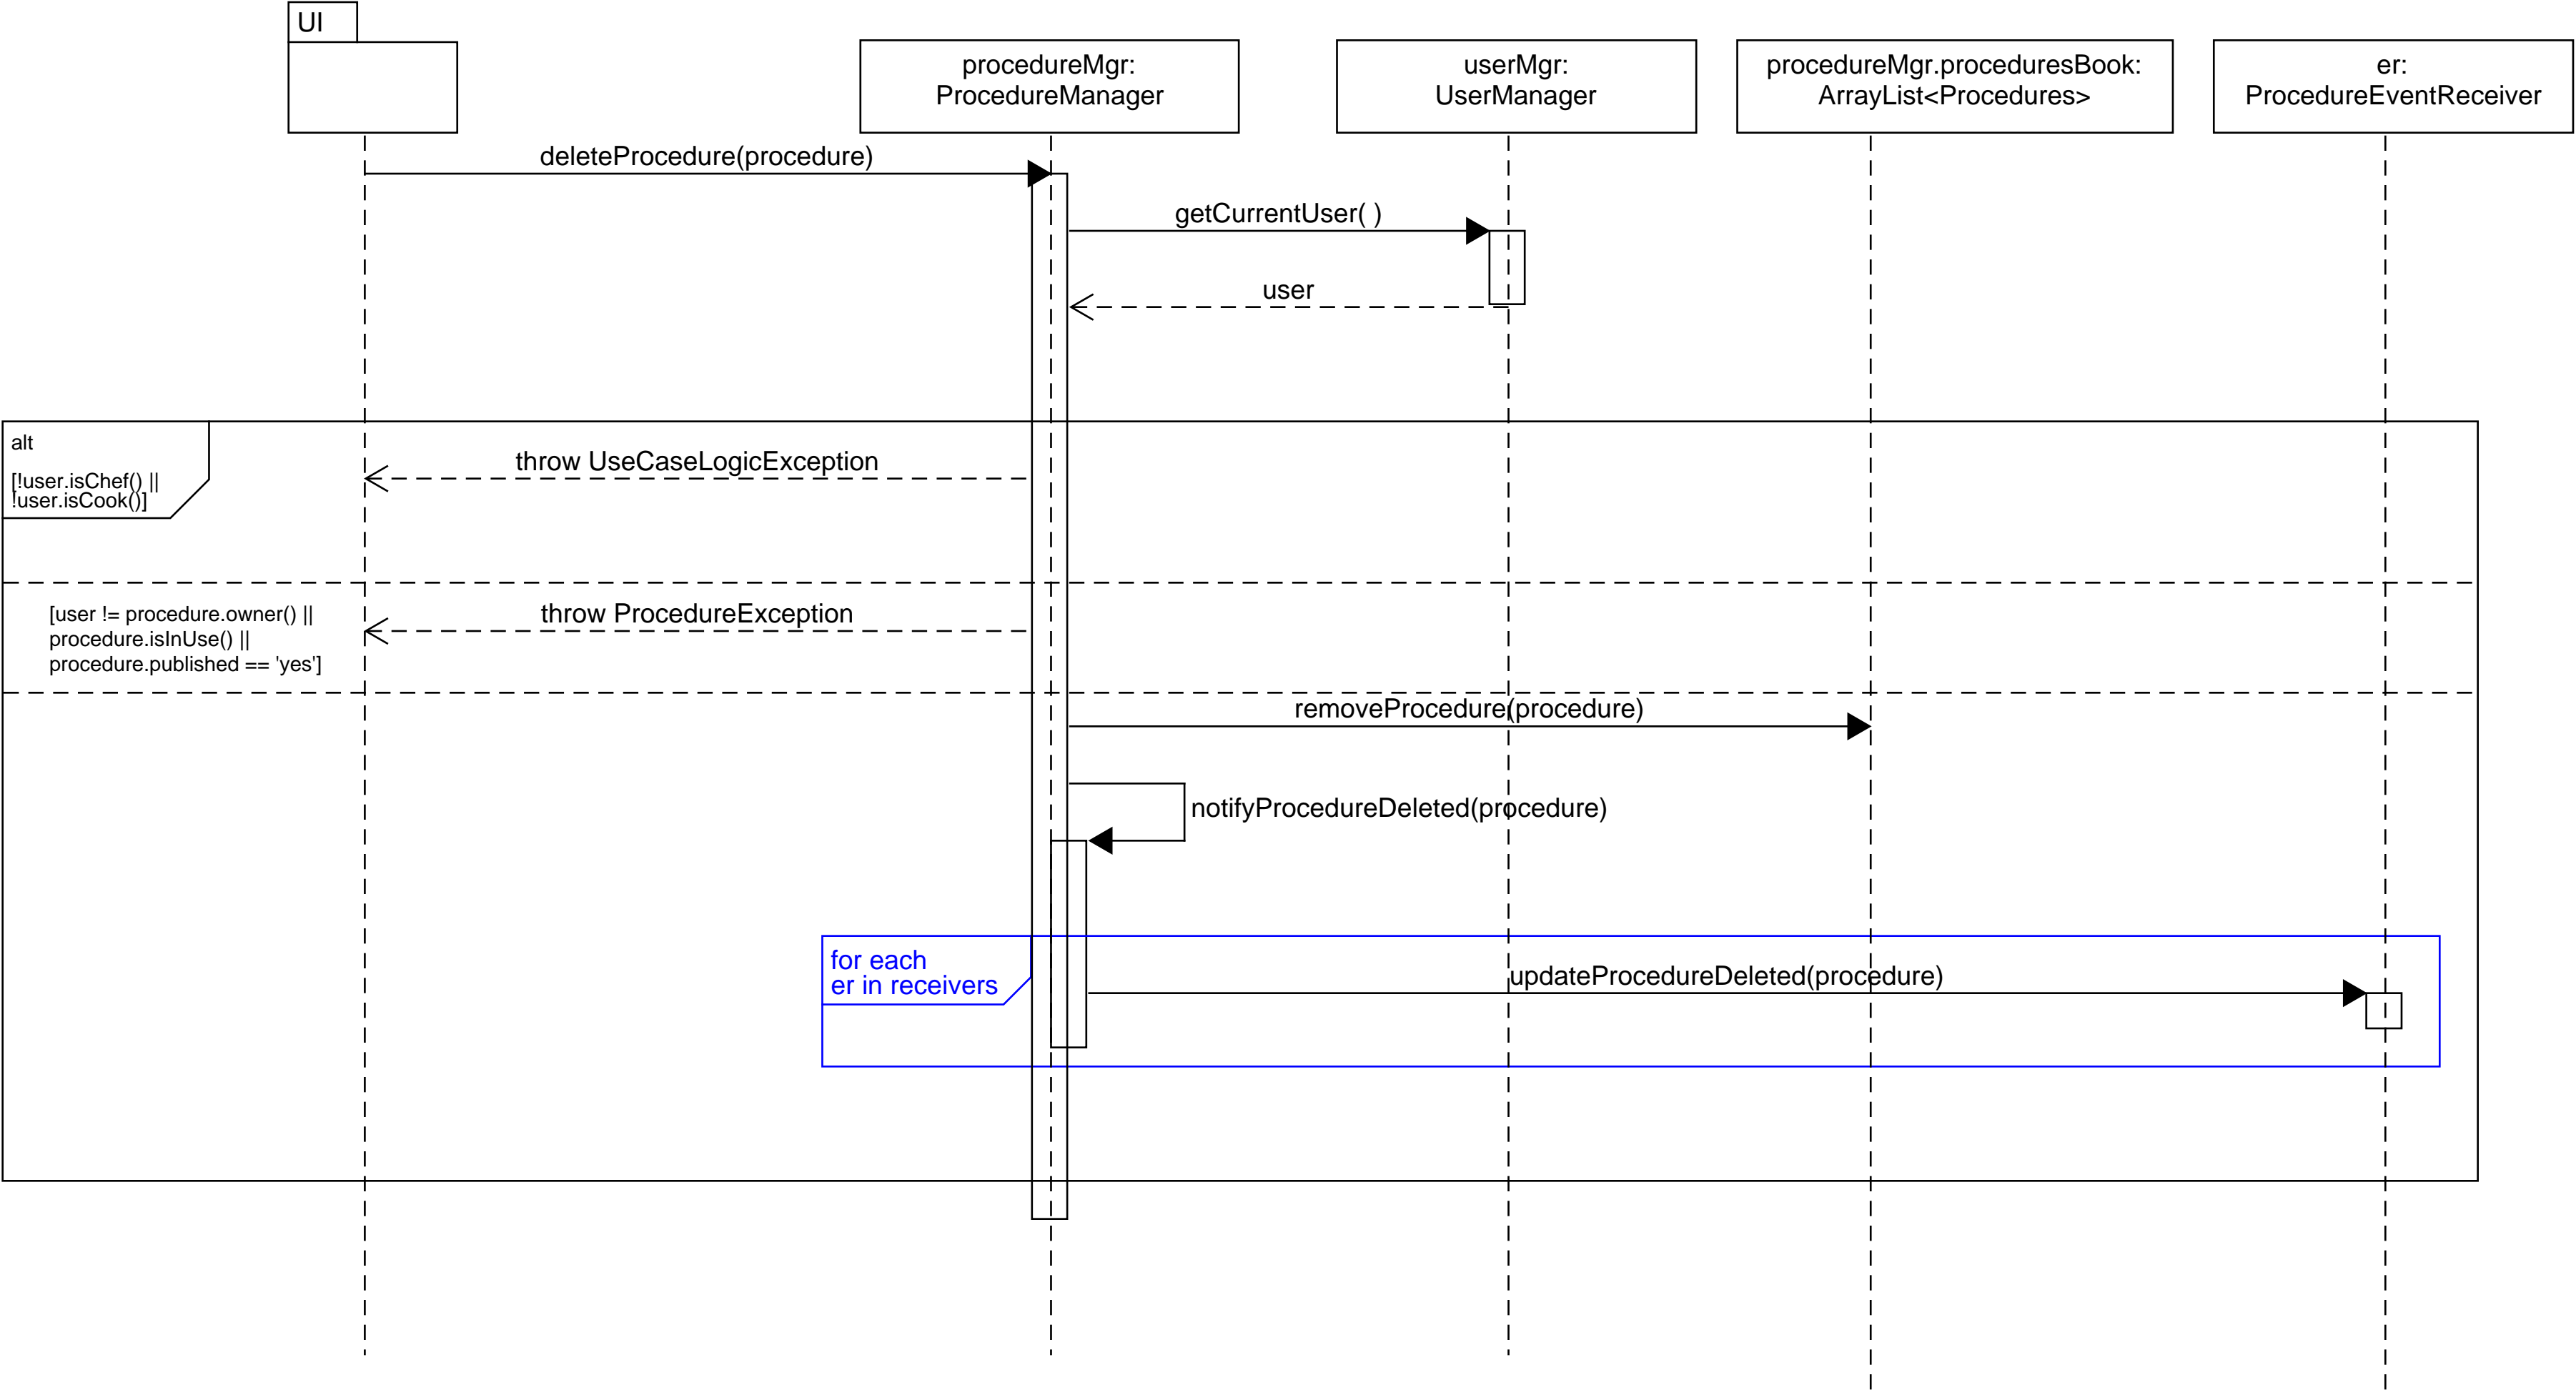 UI
procedureMgr:
ProcedureManager
userMgr:
UserManager
procedureMgr.proceduresBook:
ArrayList<Procedures>
er:
ProcedureEventReceiver
deleteProcedure(procedure)
getCurrentUser( )
user
alt
[!user.isChef() ||
!user.isCook()]
throw UseCaseLogicException
[user != procedure.owner() ||
procedure.isInUse() ||
procedure.published == 'yes']
throw ProcedureException
removeProcedure(procedure)
notifyProcedureDeleted(procedure)
for each
er in receivers
updateProcedureDeleted(procedure)